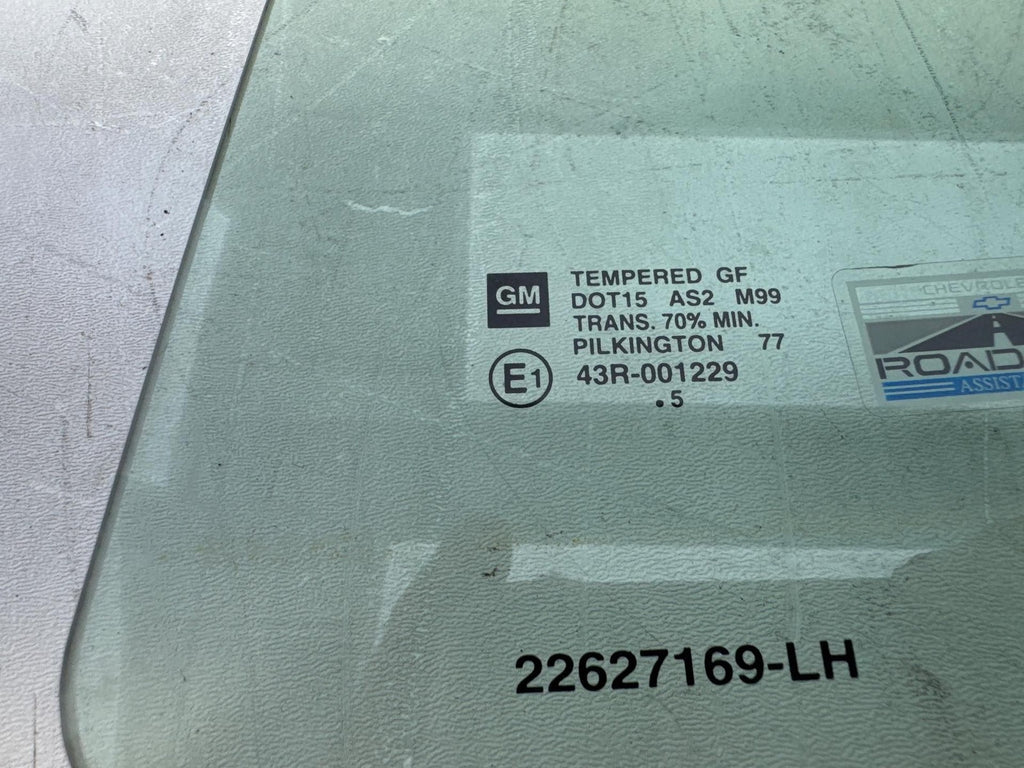 GM
TEMPERED GF
DOT15 AS2 M99
TRANS. 70% MIN.
PILKINGTON 77
E1
43R-001229
.5
CHEVROLE
ROAD
ASSISTA
22627169-LH